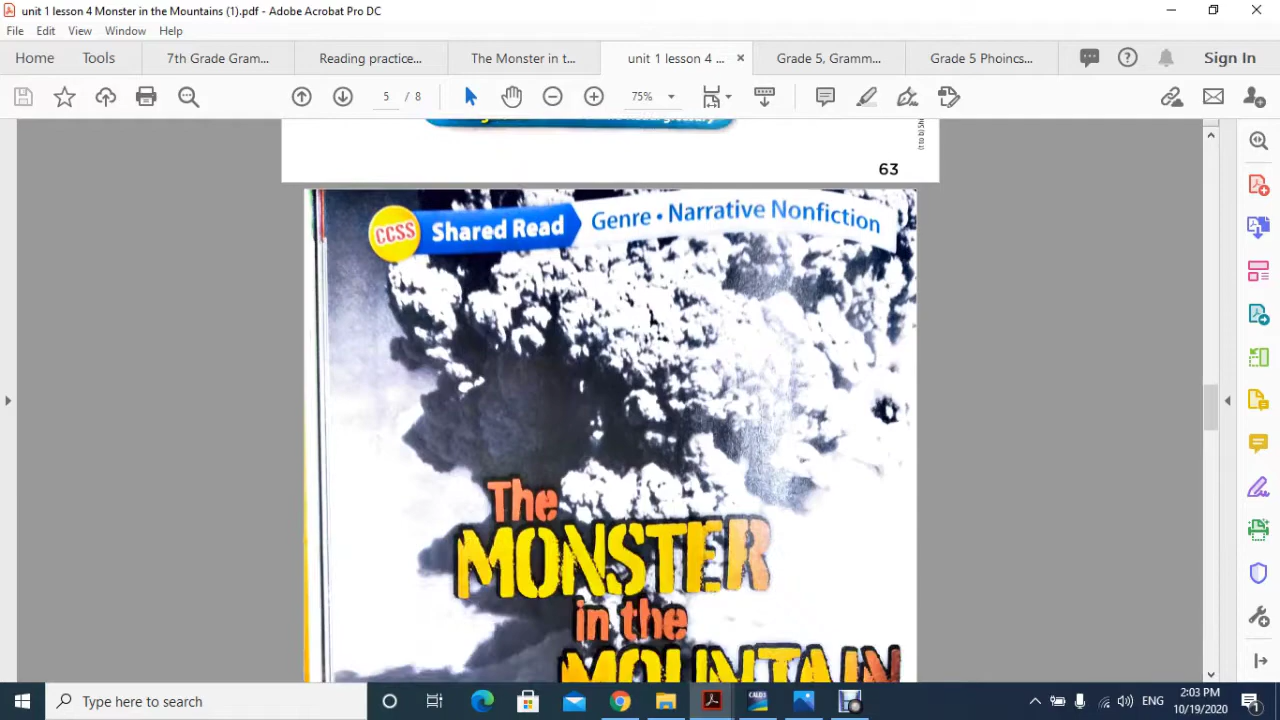 unit 1 lesson 4 Monster in the Mountains (1).pdf - Adobe Acrobat Pro DC
File Edit View Window Help
Home Tools 7th Grade Gram... Reading practice... The Monster in t... unit 1 lesson 4 ... Grade 5, Gramm... Grade 5 Phoincs... Sign In
5 / 8 75%
63
CCSS Shared Read Genre • Narrative Nonfiction
The
MONSTER
in the
MOUNTAIN
Type here to search
ENG
2:03 PM
10/19/2020
1